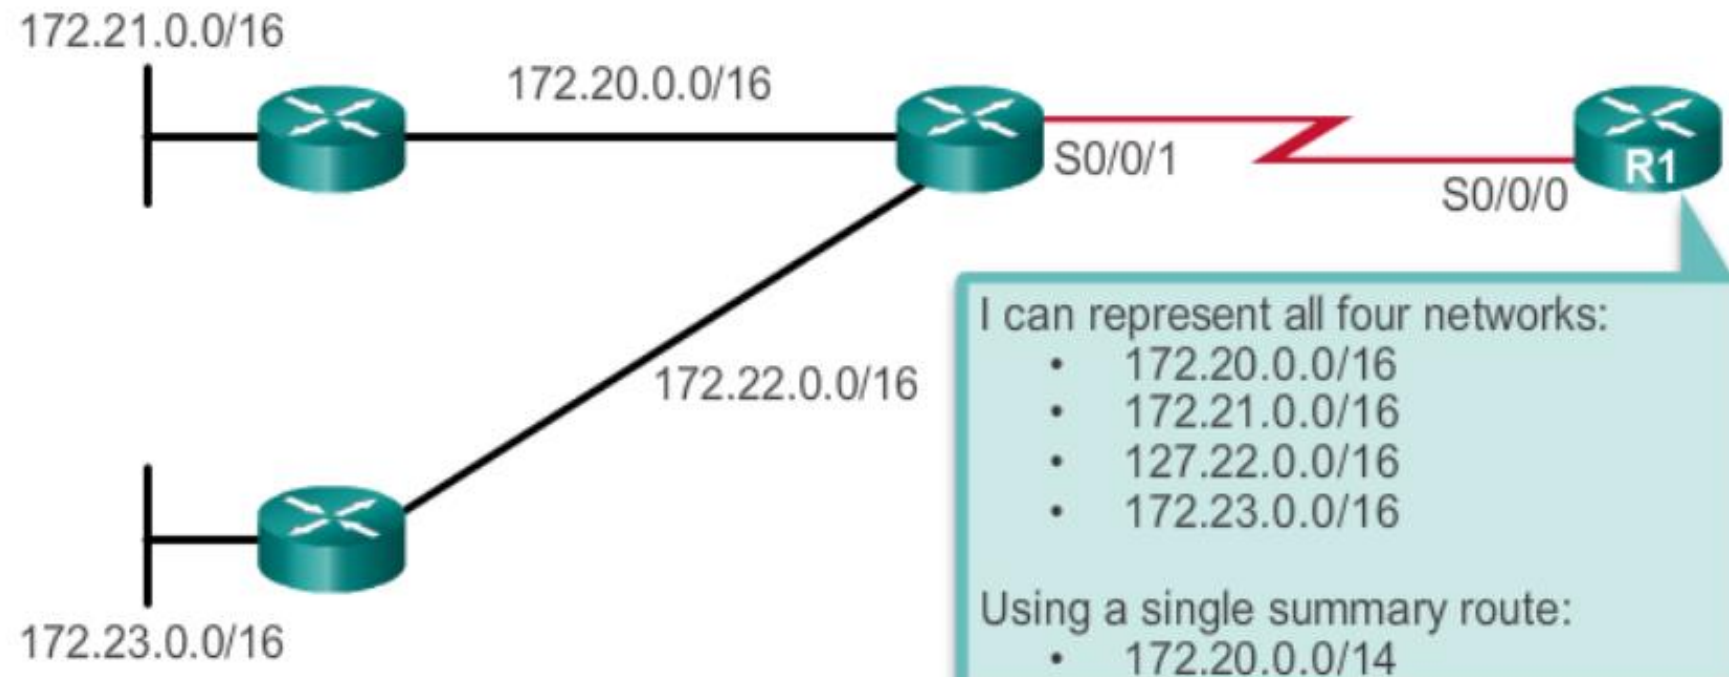 172.21.0.0/16
172.20.0.0/16
S0/0/1
S0/0/0
R1
172.22.0.0/16
172.23.0.0/16
I can represent all four networks:
• 172.20.0.0/16
• 172.21.0.0/16
• 127.22.0.0/16
• 172.23.0.0/16
Using a single summary route:
• 172.20.0.0/14